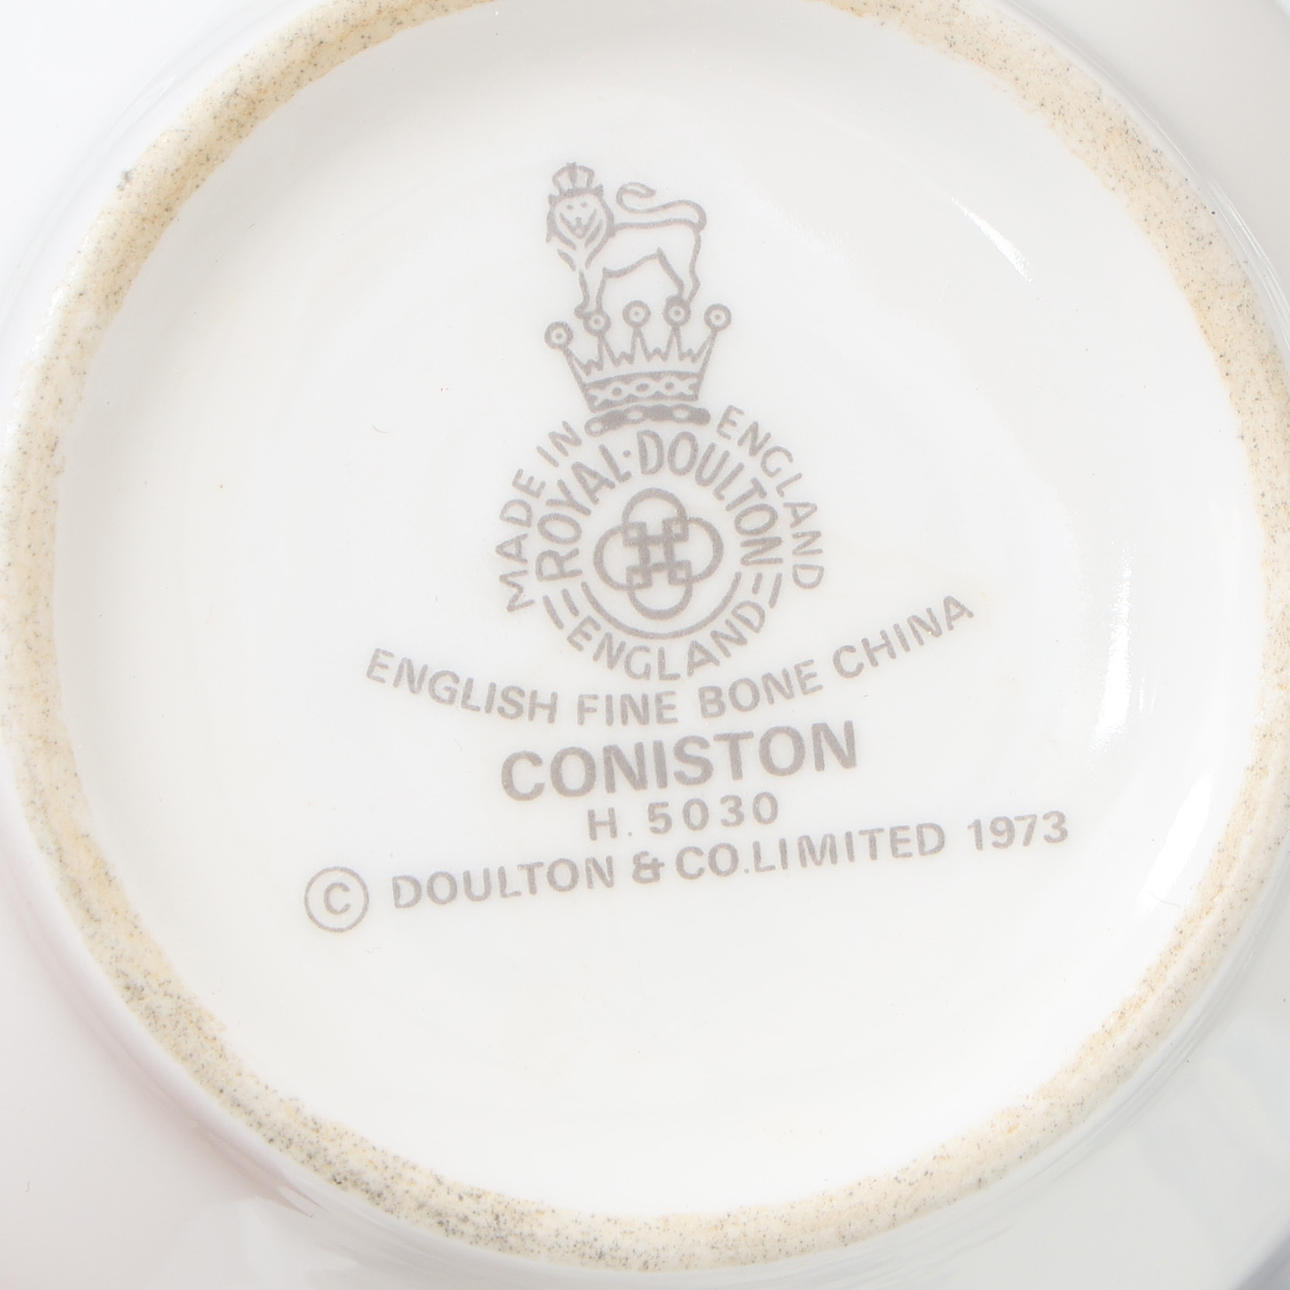 MADE IN ENGLAND
ROYAL·DOULTON
ENGLAND
ENGLISH FINE BONE CHINA
CONISTON
H. 5030
© DOULTON & CO. LIMITED 1973